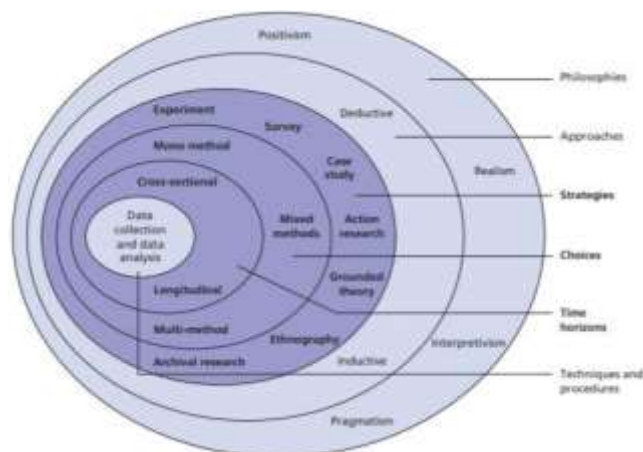 Positivism
Philosophies
Experiment
Deductive
Survey
Approaches
Mono method
Case
study
Realism
Cross-sectional
Strategies
Data
collection
and data
analysis
Mixed
methods
Action
research
Choices
Grounded
theory
Longitudinal
Time
horizons
Multi-method
Ethnography
Interpretivism
Archival research
Inductive
Techniques and
procedures
Pragmatism